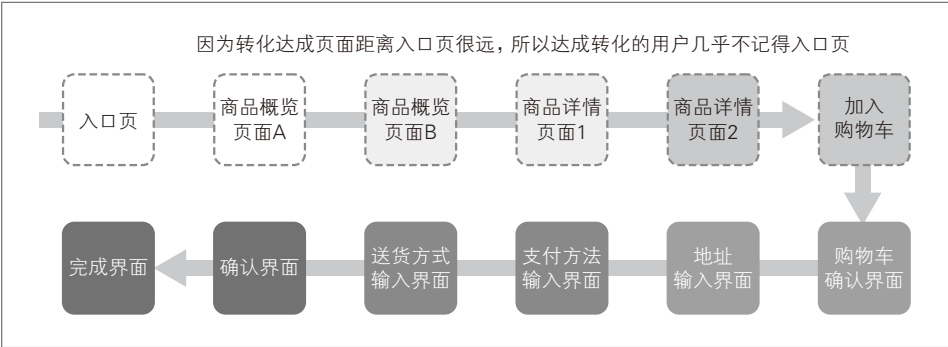 因为转化达成页面距离入口页很远，所以达成转化的用户几乎不记得入口页
入口页
商品概览
页面A
商品概览
页面B
商品详情
页面1
商品详情
页面2
加入
购物车
完成界面
确认界面
送货方式
输入界面
支付方法
输入界面
地址
输入界面
购物车
确认界面